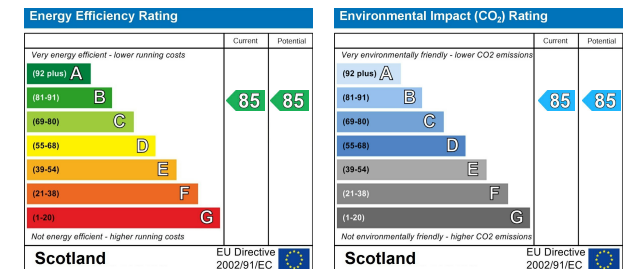 Energy Efficiency Rating
Current Potential
Very energy efficient - lower running costs
(92 plus) A
(81-91) B
85 85
(69-80) C
(55-68) D
(39-54) E
(21-38) F
(1-20) G
Not energy efficient - higher running costs
Scotland
EU Directive
2002/91/EC
Environmental Impact (CO₂) Rating
Current Potential
Very environmentally friendly - lower CO2 emissions
(92 plus) A
(81-91) B
85 85
(69-80) C
(55-68) D
(39-54) E
(21-38) F
(1-20) G
Not environmentally friendly - higher CO2 emissions
Scotland
EU Directive
2002/91/EC